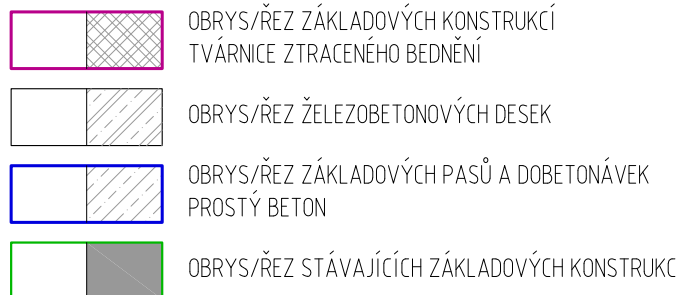 OBRYS/ŘEZ ZÁKLADOVÝCH KONSTRUKCÍ
TVÁRNICE ZTRACENÉHO BEDNĚNÍ
OBRYS/ŘEZ ŽELEZOBETONOVÝCH DESEK
OBRYS/ŘEZ ZÁKLADOVÝCH PASŮ A DOBETONÁVEK
PROSTÝ BETON
OBRYS/ŘEZ STÁVAJÍCÍCH ZÁKLADOVÝCH KONSTRUKC